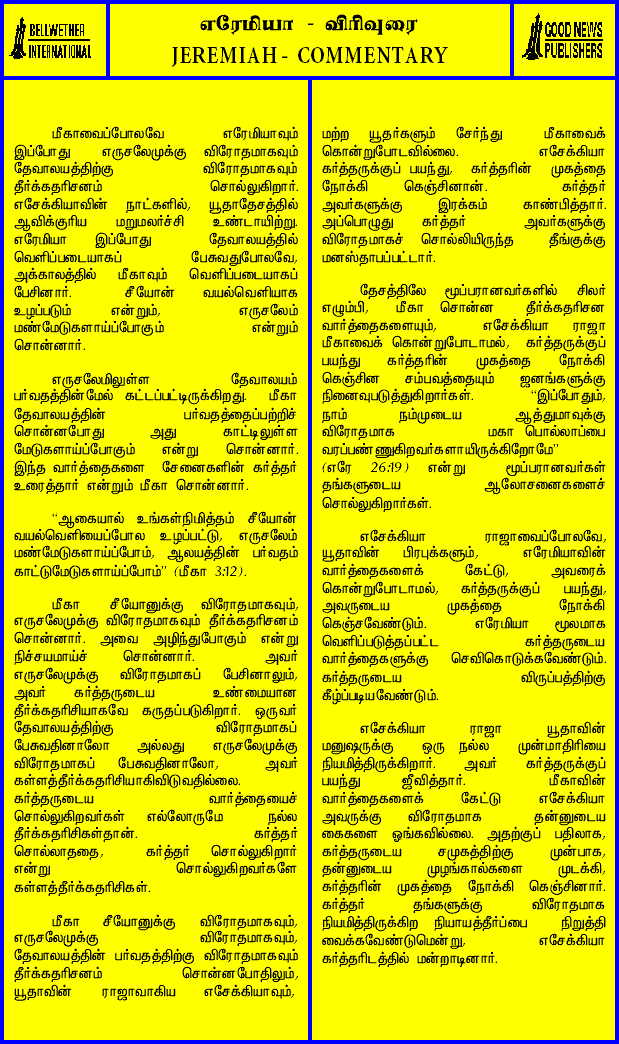 BELLWETHER
INTERNATIONAL
எரேமியா - விரிவுரை
JEREMIAH - COMMENTARY
GOOD NEWS
PUBLISHERS
மீகாவைப்போலவே எரேமியாவும்
இப்போது எருசலேமுக்கு விரோதமாகவும்
தேவாலயத்திற்கு விரோதமாகவும்
தீர்க்கதரிசனம் சொல்லுகிறார்.
எசேக்கியாவின் நாட்களில், யூதாதேசத்தில்
ஆவிக்குரிய மறுமலர்ச்சி உண்டாயிற்று.
எரேமியா இப்போது தேவாலயத்தில்
வெளிப்படையாகப் பேசுவதுபோலவே,
அக்காலத்தில் மீகாவும் வெளிப்படையாகப்
பேசினார். சீயோன் வயல்வெளியாக
உழப்படும் என்றும், எருசலேம்
மண்மேடுகளாய்ப்போகும் என்றும்
சொன்னார்.
எருசலேமிலுள்ள தேவாலயம்
பர்வதத்தின்மேல் கட்டப்பட்டிருக்கிறது. மீகா
தேவாலயத்தின் பர்வதத்தைப்பற்றிச்
சொன்னபோது அது காட்டிலுள்ள
மேடுகளாய்ப்போகும் என்று சொன்னார்.
இந்த வார்த்தைகளை சேனைகளின் கர்த்தர்
உரைத்தார் என்றும் மீகா சொன்னார்.
“ஆகையால் உங்கள்நிமித்தம் சீயோன்
வயல்வெளியைப்போல உழப்பட்டு, எருசலேம்
மண்மேடுகளாய்ப்போம், ஆலயத்தின் பர்வதம்
காட்டுமேடுகளாய்ப்போம்” (மீகா 3:12).
மீகா சீயோனுக்கு விரோதமாகவும்,
எருசலேமுக்கு விரோதமாகவும் தீர்க்கதரிசனம்
சொன்னார். அவை அழிந்துபோகும் என்று
நிச்சயமாய்ச் சொன்னார். அவர்
எருசலேமுக்கு விரோதமாகப் பேசினாலும்,
அவர் கர்த்தருடைய உண்மையான
தீர்க்கதரிசியாகவே கருதப்படுகிறார். ஒருவர்
தேவாலயத்திற்கு விரோதமாகப்
பேசுவதினாலோ அல்லது எருசலேமுக்கு
விரோதமாகப் பேசுவதினாலோ, அவர்
கள்ளத்தீர்க்கதரிசியாகிவிடுவதில்லை.
கர்த்தருடைய வார்த்தையைச்
சொல்லுகிறவர்கள் எல்லோருமே நல்ல
தீர்க்கதரிசிகள்தான். கர்த்தர்
சொல்லாததை, கர்த்தர் சொல்லுகிறார்
என்று சொல்லுகிறவர்களே
கள்ளத்தீர்க்கதரிசிகள்.
மீகா சீயோனுக்கு விரோதமாகவும்,
எருசலேமுக்கு விரோதமாகவும்,
தேவாலயத்தின் பர்வதத்திற்கு விரோதமாகவும்
தீர்க்கதரிசனம் சொன்னபோதிலும்,
யூதாவின் ராஜாவாகிய எசேக்கியாவும்,
மற்ற யூதர்களும் சேர்ந்து மீகாவைக்
கொன்றுபோடவில்லை. எசேக்கியா
கர்த்தருக்குப் பயந்து, கர்த்தரின் முகத்தை
நோக்கி கெஞ்சினான். கர்த்தர்
அவர்களுக்கு இரக்கம் காண்பித்தார்.
அப்பொழுது கர்த்தர் அவர்களுக்கு
விரோதமாகச் சொல்லியிருந்த தீங்குக்கு
மனஸ்தாபப்பட்டார்.
தேசத்திலே மூப்பரானவர்களில் சிலர்
எழும்பி, மீகா சொன்ன தீர்க்கதரிசன
வார்த்தைகளையும், எசேக்கியா ராஜா
மீகாவைக் கொன்றுபோடாமல், கர்த்தருக்குப்
பயந்து கர்த்தரின் முகத்தை நோக்கி
கெஞ்சின சம்பவத்தையும் ஜனங்களுக்கு
நினைவுபடுத்துகிறார்கள். “இப்போதும்,
நாம் நம்முடைய ஆத்துமாவுக்கு
விரோதமாக மகா பொல்லாப்பை
வரப்பண்ணுகிறவர்களாயிருக்கிறோமே”
(எரே 26:19) என்று மூப்பரானவர்கள்
தங்களுடைய ஆலோசனைகளைச்
சொல்லுகிறார்கள்.
எசேக்கியா ராஜாவைப்போலவே,
யூதாவின் பிரபுக்களும், எரேமியாவின்
வார்த்தைகளைக் கேட்டு, அவரைக்
கொன்றுபோடாமல், கர்த்தருக்குப் பயந்து,
அவருடைய முகத்தை நோக்கி
கெஞ்சவேண்டும். எரேமியா மூலமாக
வெளிப்படுத்தப்பட்ட கர்த்தருடைய
வார்த்தைகளுக்கு செவிகொடுக்கவேண்டும்.
கர்த்தருடைய விருப்பத்திற்கு
கீழ்ப்படியவேண்டும்.
எசேக்கியா ராஜா யூதாவின்
மனுஷருக்கு ஒரு நல்ல முன்மாதிரியை
நியமித்திருக்கிறார். அவர் கர்த்தருக்குப்
பயந்து ஜீவித்தார். மீகாவின்
வார்த்தைகளைக் கேட்டு எசேக்கியா
அவருக்கு விரோதமாக தன்னுடைய
கைகளை ஓங்கவில்லை. அதற்குப் பதிலாக,
கர்த்தருடைய சமுகத்திற்கு முன்பாக,
தன்னுடைய முழங்கால்களை முடக்கி,
கர்த்தரின் முகத்தை நோக்கி கெஞ்சினார்.
கர்த்தர் தங்களுக்கு விரோதமாக
நியமித்திருக்கிற நியாயத்தீர்ப்பை நிறுத்தி
வைக்கவேண்டுமென்று, எசேக்கியா
கர்த்தரிடத்தில் மன்றாடினார்.